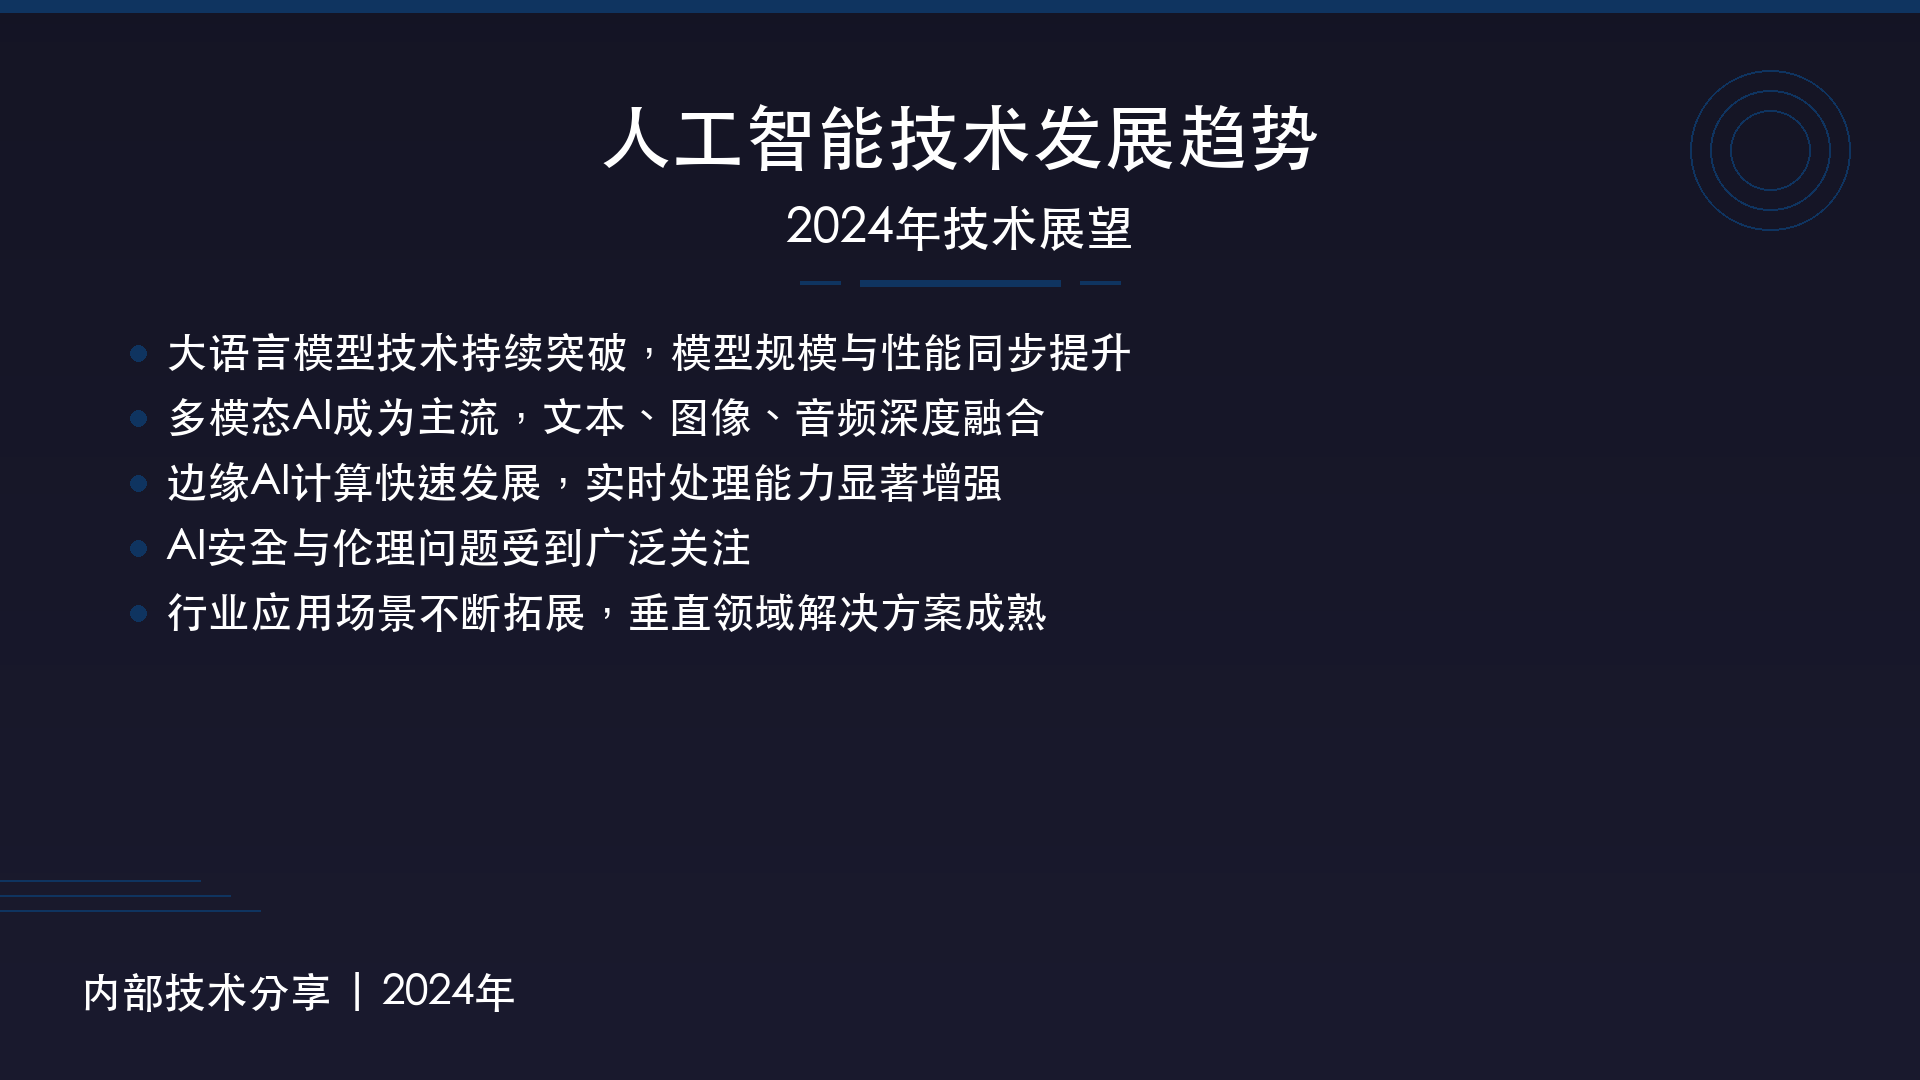 人工智能技术发展趋势
2024年技术展望
大语言模型技术持续突破，模型规模与性能同步提升
多模态AI成为主流，文本、图像、音频深度融合
边缘AI计算快速发展，实时处理能力显著增强
AI安全与伦理问题受到广泛关注
行业应用场景不断拓展，垂直领域解决方案成熟
内部技术分享 | 2024年